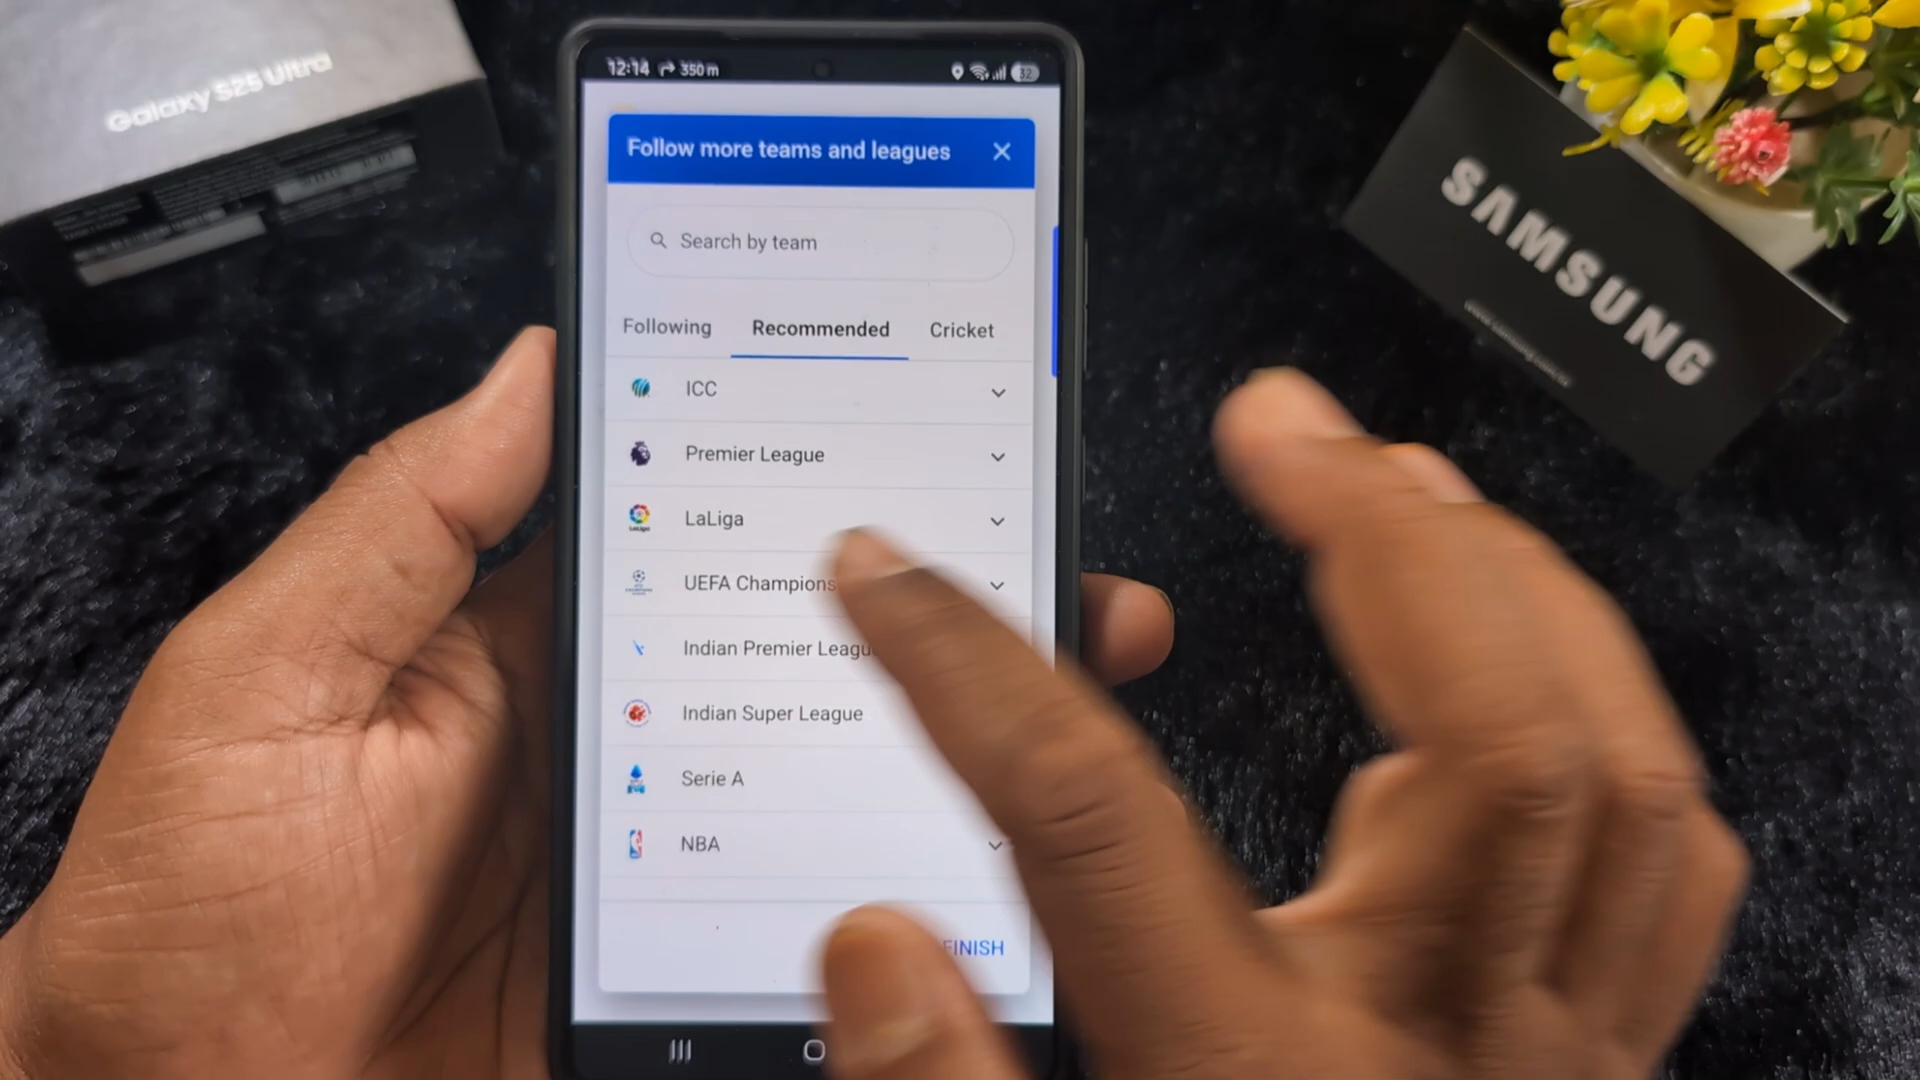 Galaxy S25 Ultra
12:14 350 m 32
Follow more teams and leagues
Search by team
Following Recommended Cricket
ICC
Premier League
LaLiga
UEFA Champions
Indian Premier Leagu
Indian Super League
Serie A
NBA
FINISH
SAMSUNG